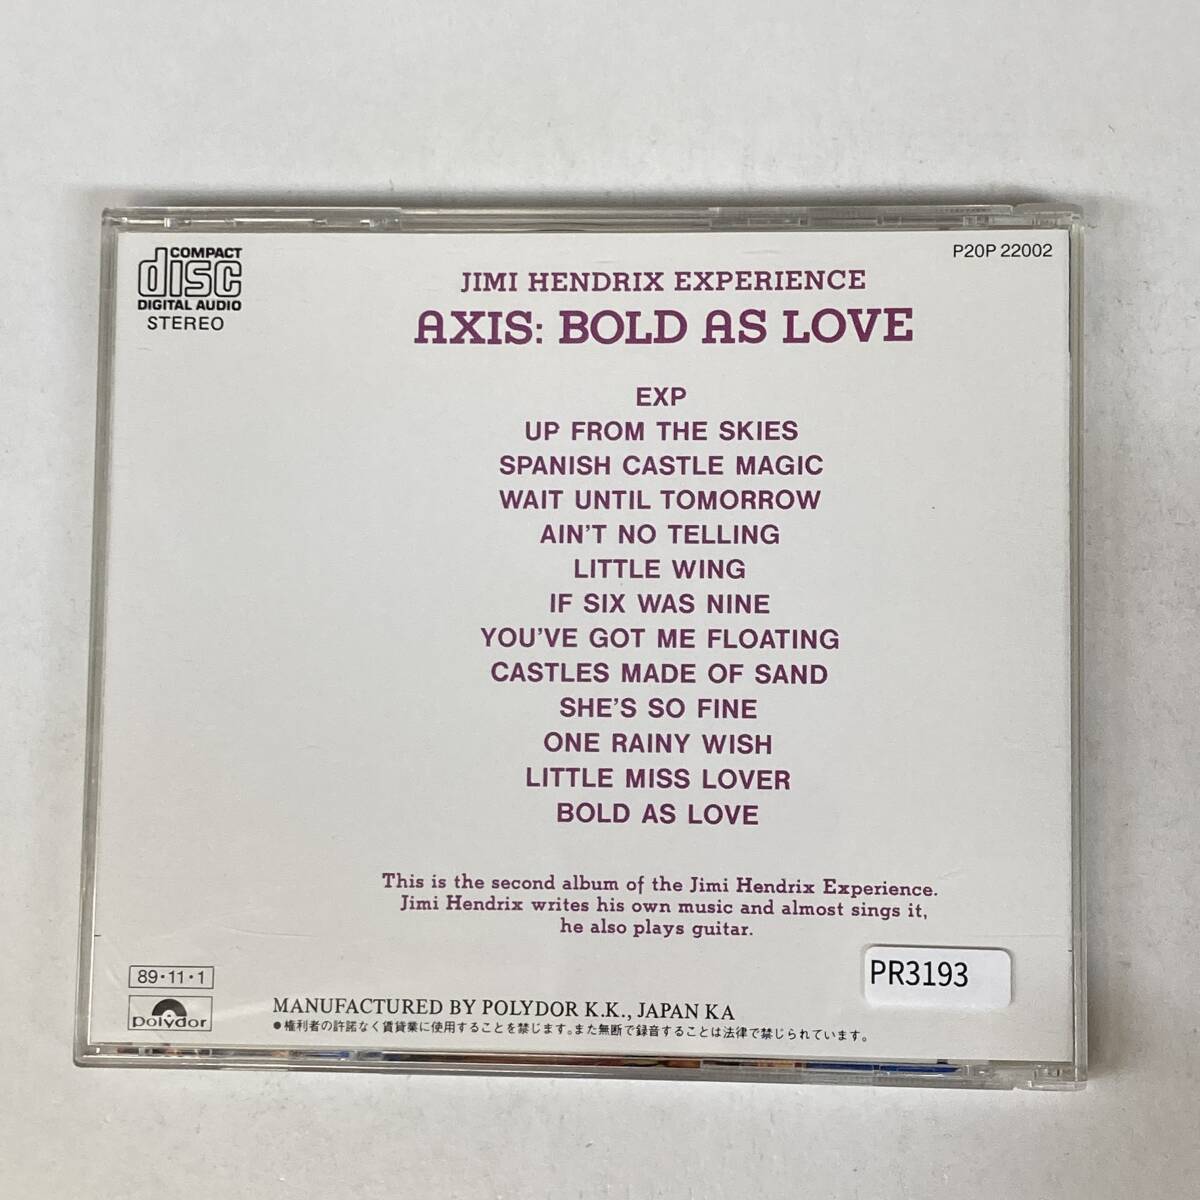 COMPACT
disc
DIGITAL AUDIO
STEREO
P20P 22002
JIMI HENDRIX EXPERIENCE
AXIS: BOLD AS LOVE
EXP
UP FROM THE SKIES
SPANISH CASTLE MAGIC
WAIT UNTIL TOMORROW
AIN'T NO TELLING
LITTLE WING
IF SIX WAS NINE
YOU'VE GOT ME FLOATING
CASTLES MADE OF SAND
SHE'S SO FINE
ONE RAINY WISH
LITTLE MISS LOVER
BOLD AS LOVE
This is the second album of the Jimi Hendrix Experience.
Jimi Hendrix writes his own music and almost sings it,
he also plays guitar.
PR3193
89·11·1
polydor
MANUFACTURED BY POLYDOR K.K., JAPAN KA
●権利者の許諾なく賃貸業に使用することを禁じます。また無断で録音することは法律で禁じられています。